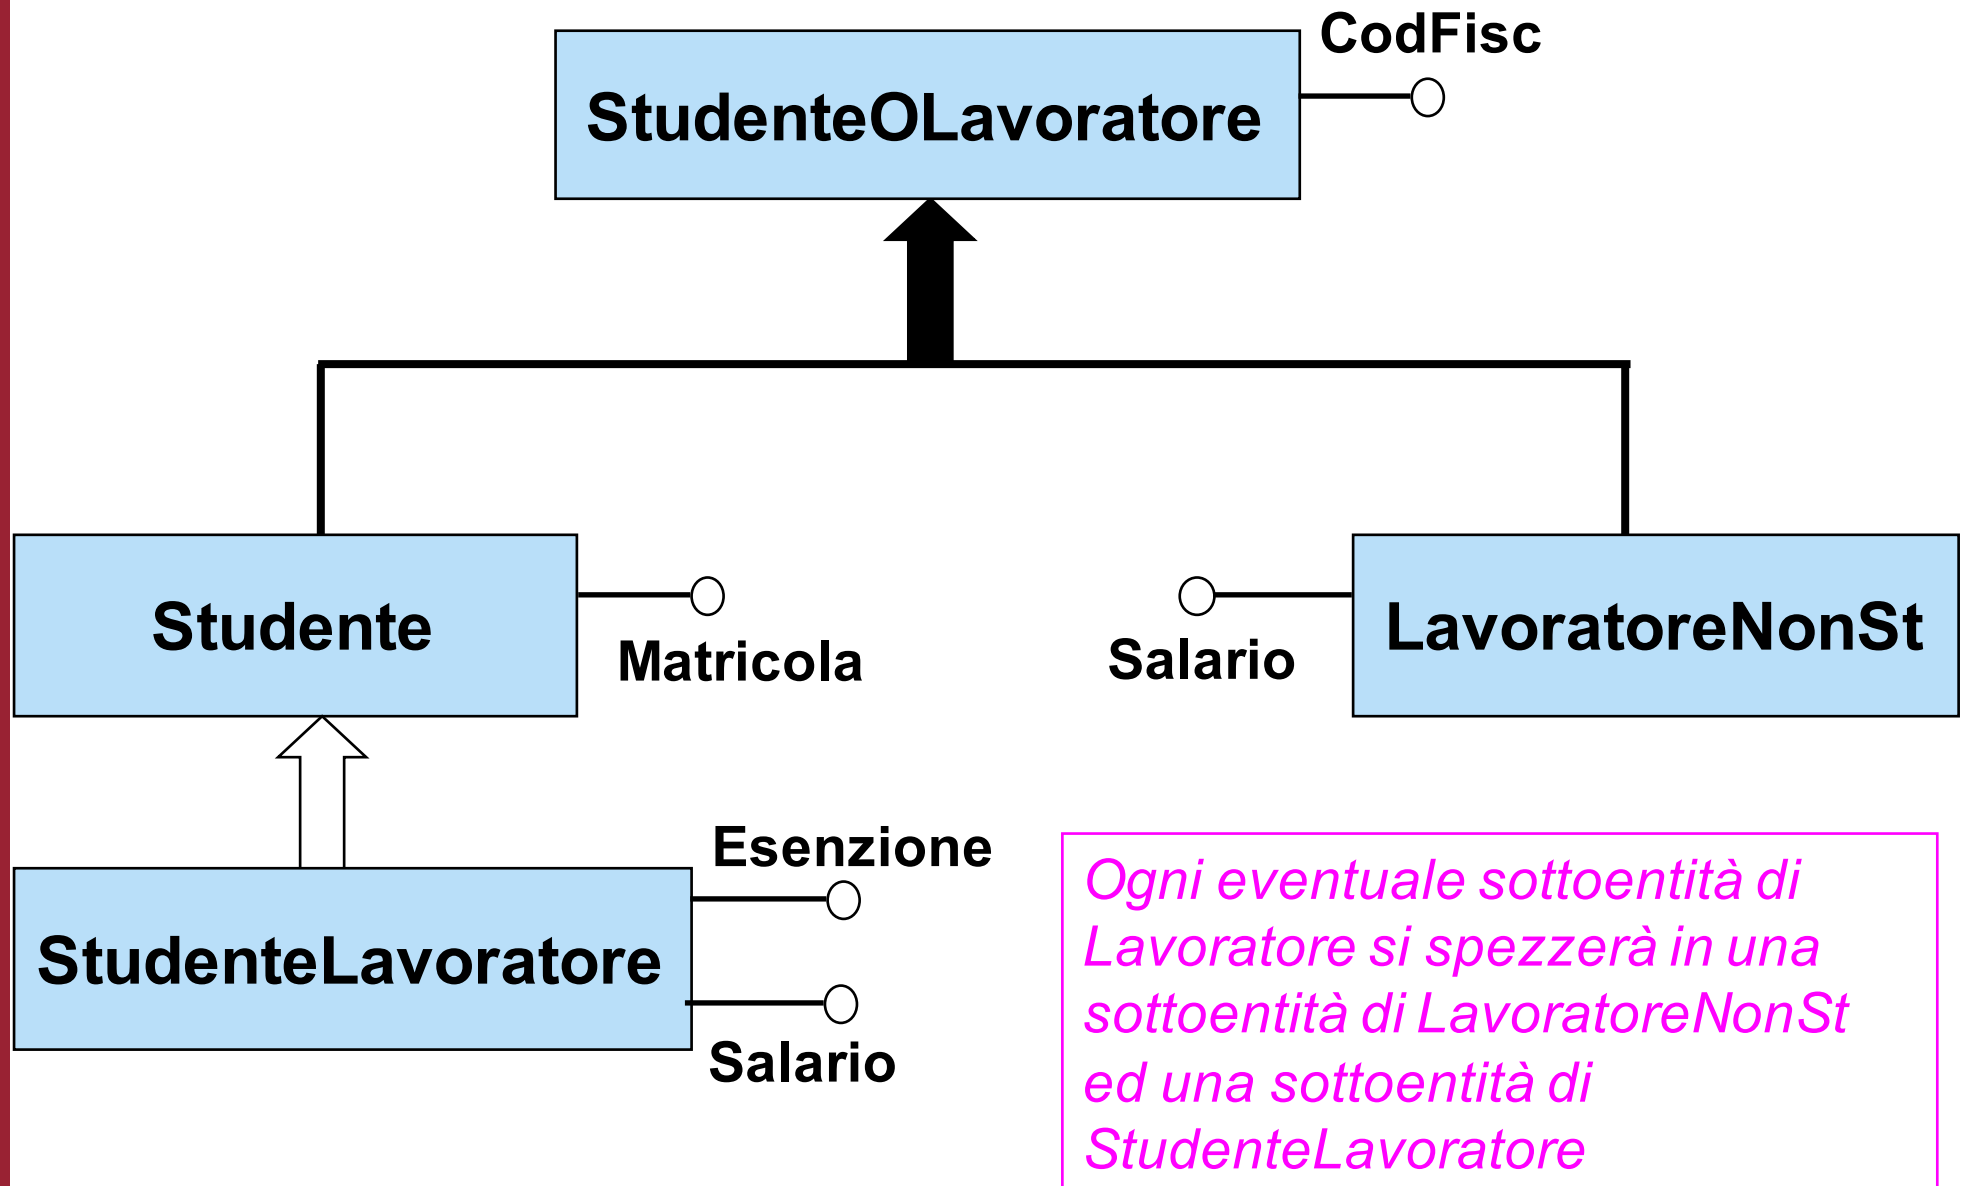 CodFisc
StudenteOLavoratore
Studente
Matricola
Salario
LavoratoreNonSt
Esenzione
StudenteLavoratore
Salario
Ogni eventuale sottoentità di
Lavoratore si spezzerà in una
sottoentità di LavoratoreNonSt
ed una sottoentità di
StudenteLavoratore